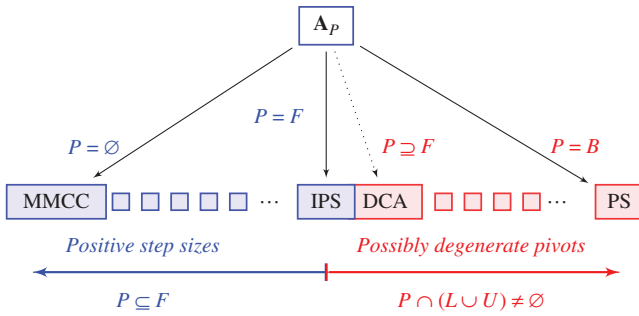 A_P
P = F
P = ∅ P ⊇ F P = B
MMCC ⋯ IPS DCA ⋯ PS
Positive step sizes Possibly degenerate pivots
P ⊆ F P ∩ (L ∪ U) ≠ ∅